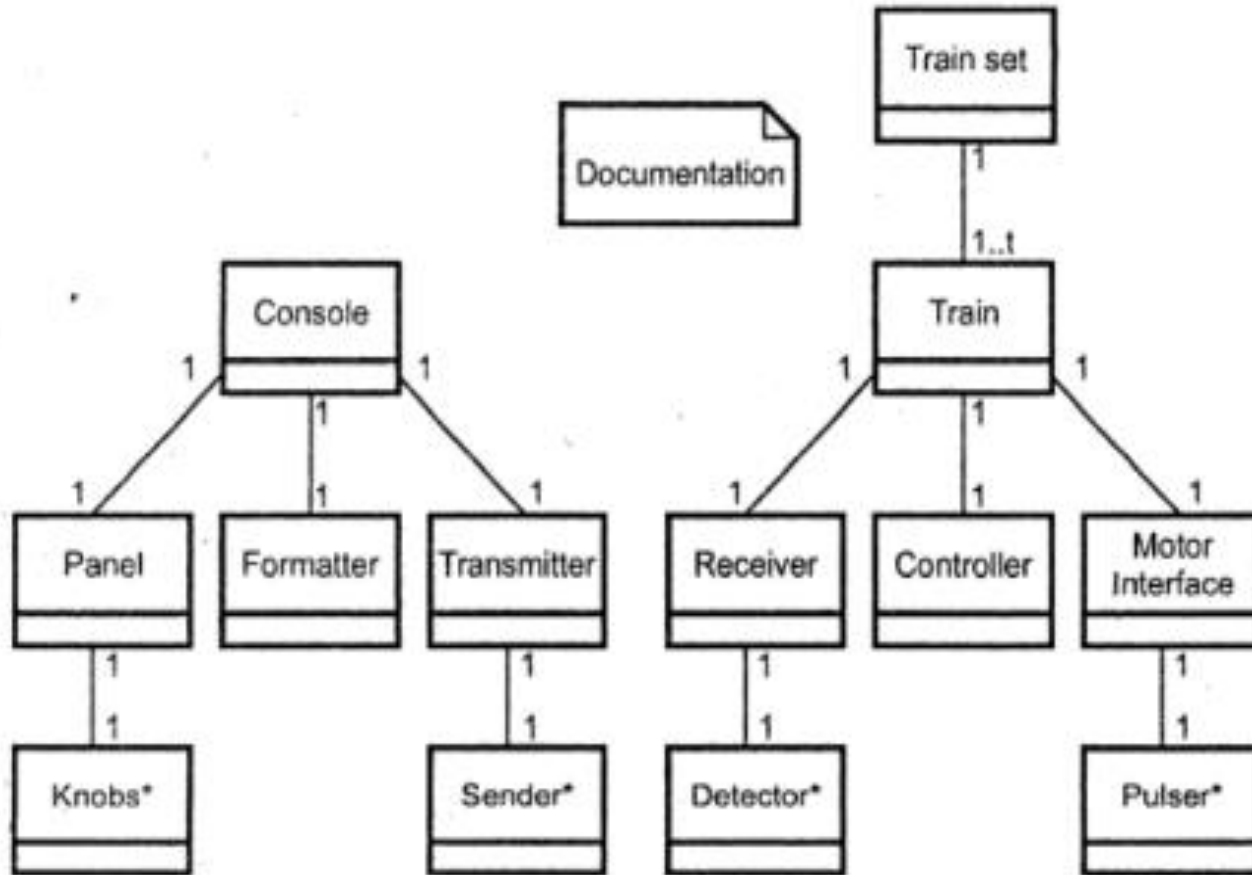 Train set
Documentation
1
1..t
Console
Train
1
1
1
1
1
1
1
1
1
1
1
1
Panel
Formatter
Transmitter
Receiver
Controller
Motor
Interface
1
1
1
1
1
1
1
1
Knobs*
Sender*
Detector*
Pulser*